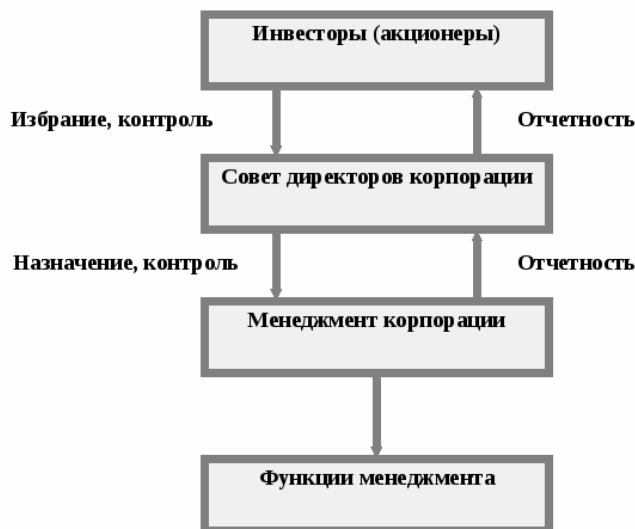 Инвесторы (акционеры)
Избрание, контроль
Отчетность
Совет директоров корпорации
Назначение, контроль
Отчетность
Менеджмент корпорации
Функции менеджмента